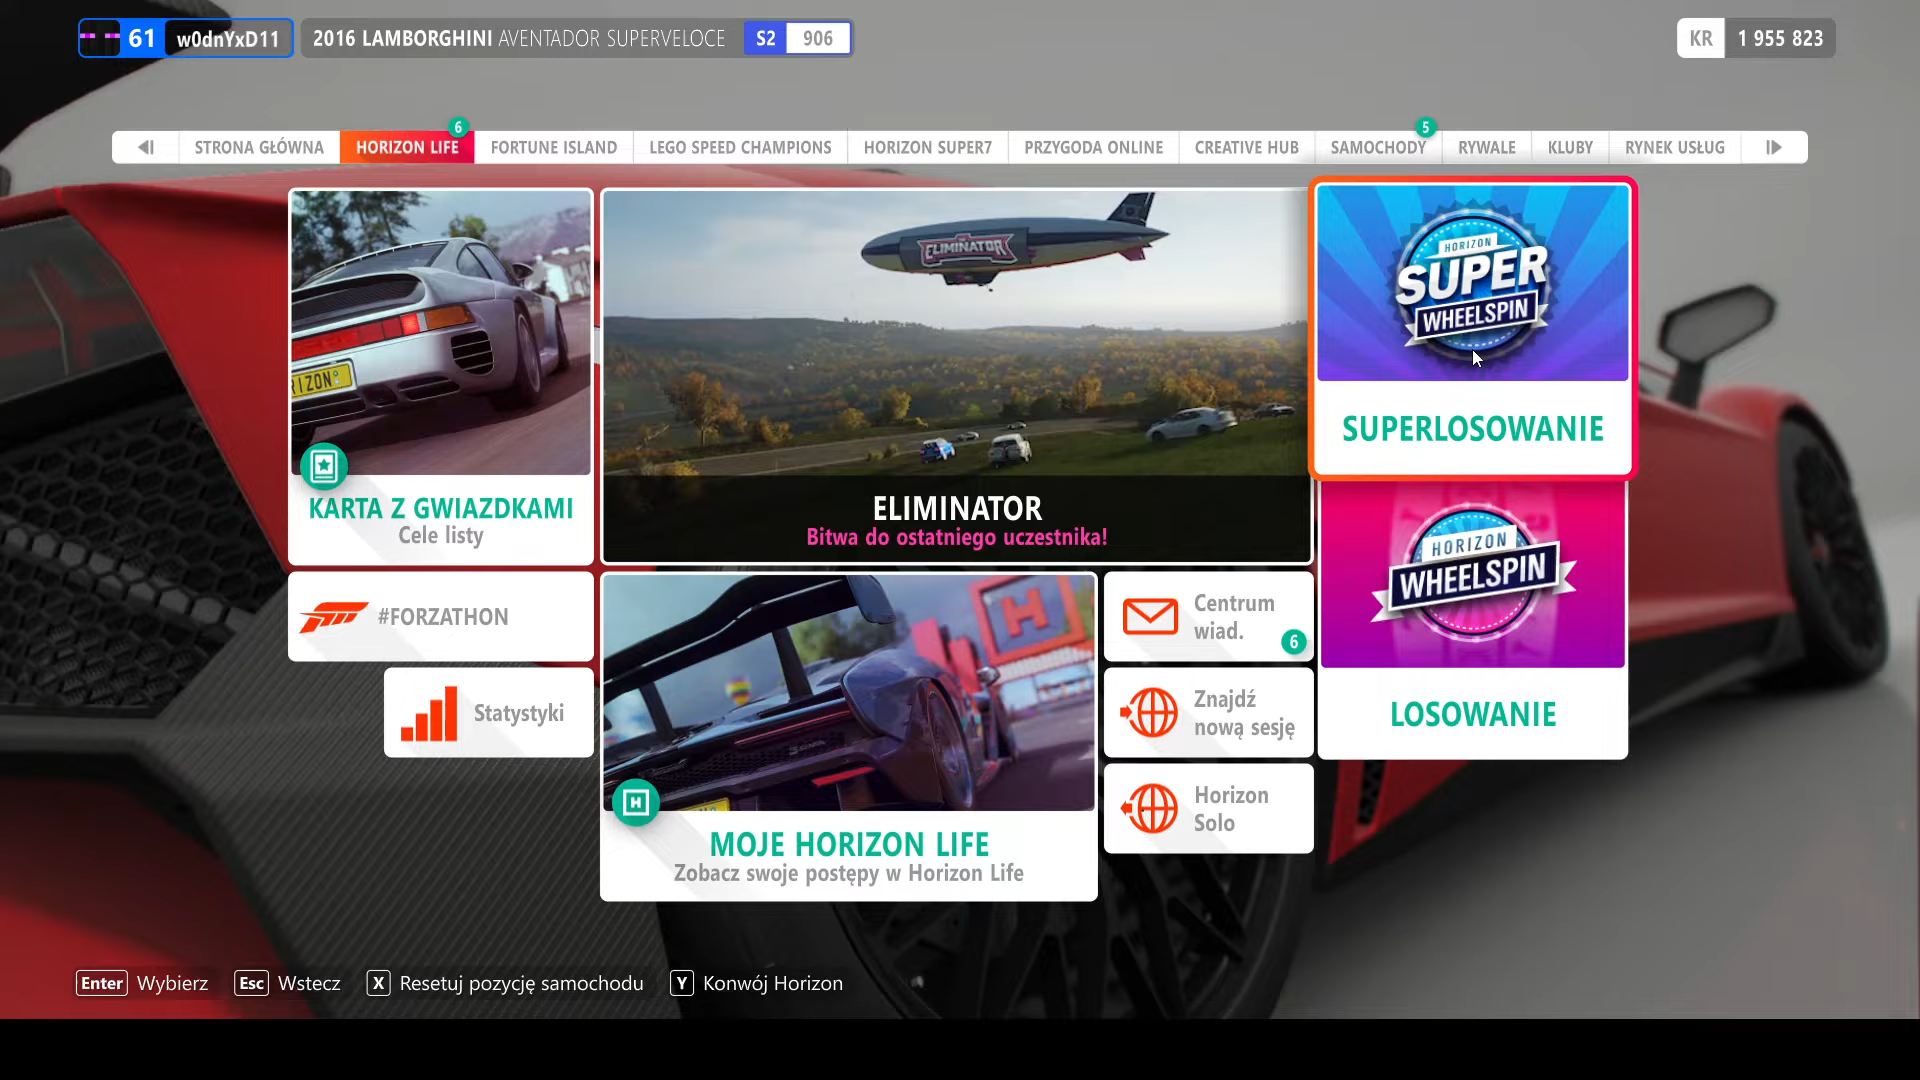 61 w0dnYxD11 2016 LAMBORGHINI AVENTADOR SUPERVELOCE S2 906 KR 1 955 823
6 5
STRONA GŁÓWNA HORIZON LIFE FORTUNE ISLAND LEGO SPEED CHAMPIONS HORIZON SUPER7 PRZYGODA ONLINE CREATIVE HUB SAMOCHODY RYWALE KLUBY RYNEK USŁUG
ELIMINATOR
HORIZON
SUPER
WHEELSPIN
RIZON
SUPERLOSOWANIE
KARTA Z GWIAZDKAMI
Cele listy
ELIMINATOR
Bitwa do ostatniego uczestnika!
HORIZON
WHEELSPIN
LOSOWANIE
#FORZATHON
Statystyki
H
MOJE HORIZON LIFE
Zobacz swoje postępy w Horizon Life
Centrum
wiad.
6
Znajdź
nową sesję
Horizon
Solo
Enter Wybierz Esc Wstecz X Resetuj pozycję samochodu Y Konwój Horizon